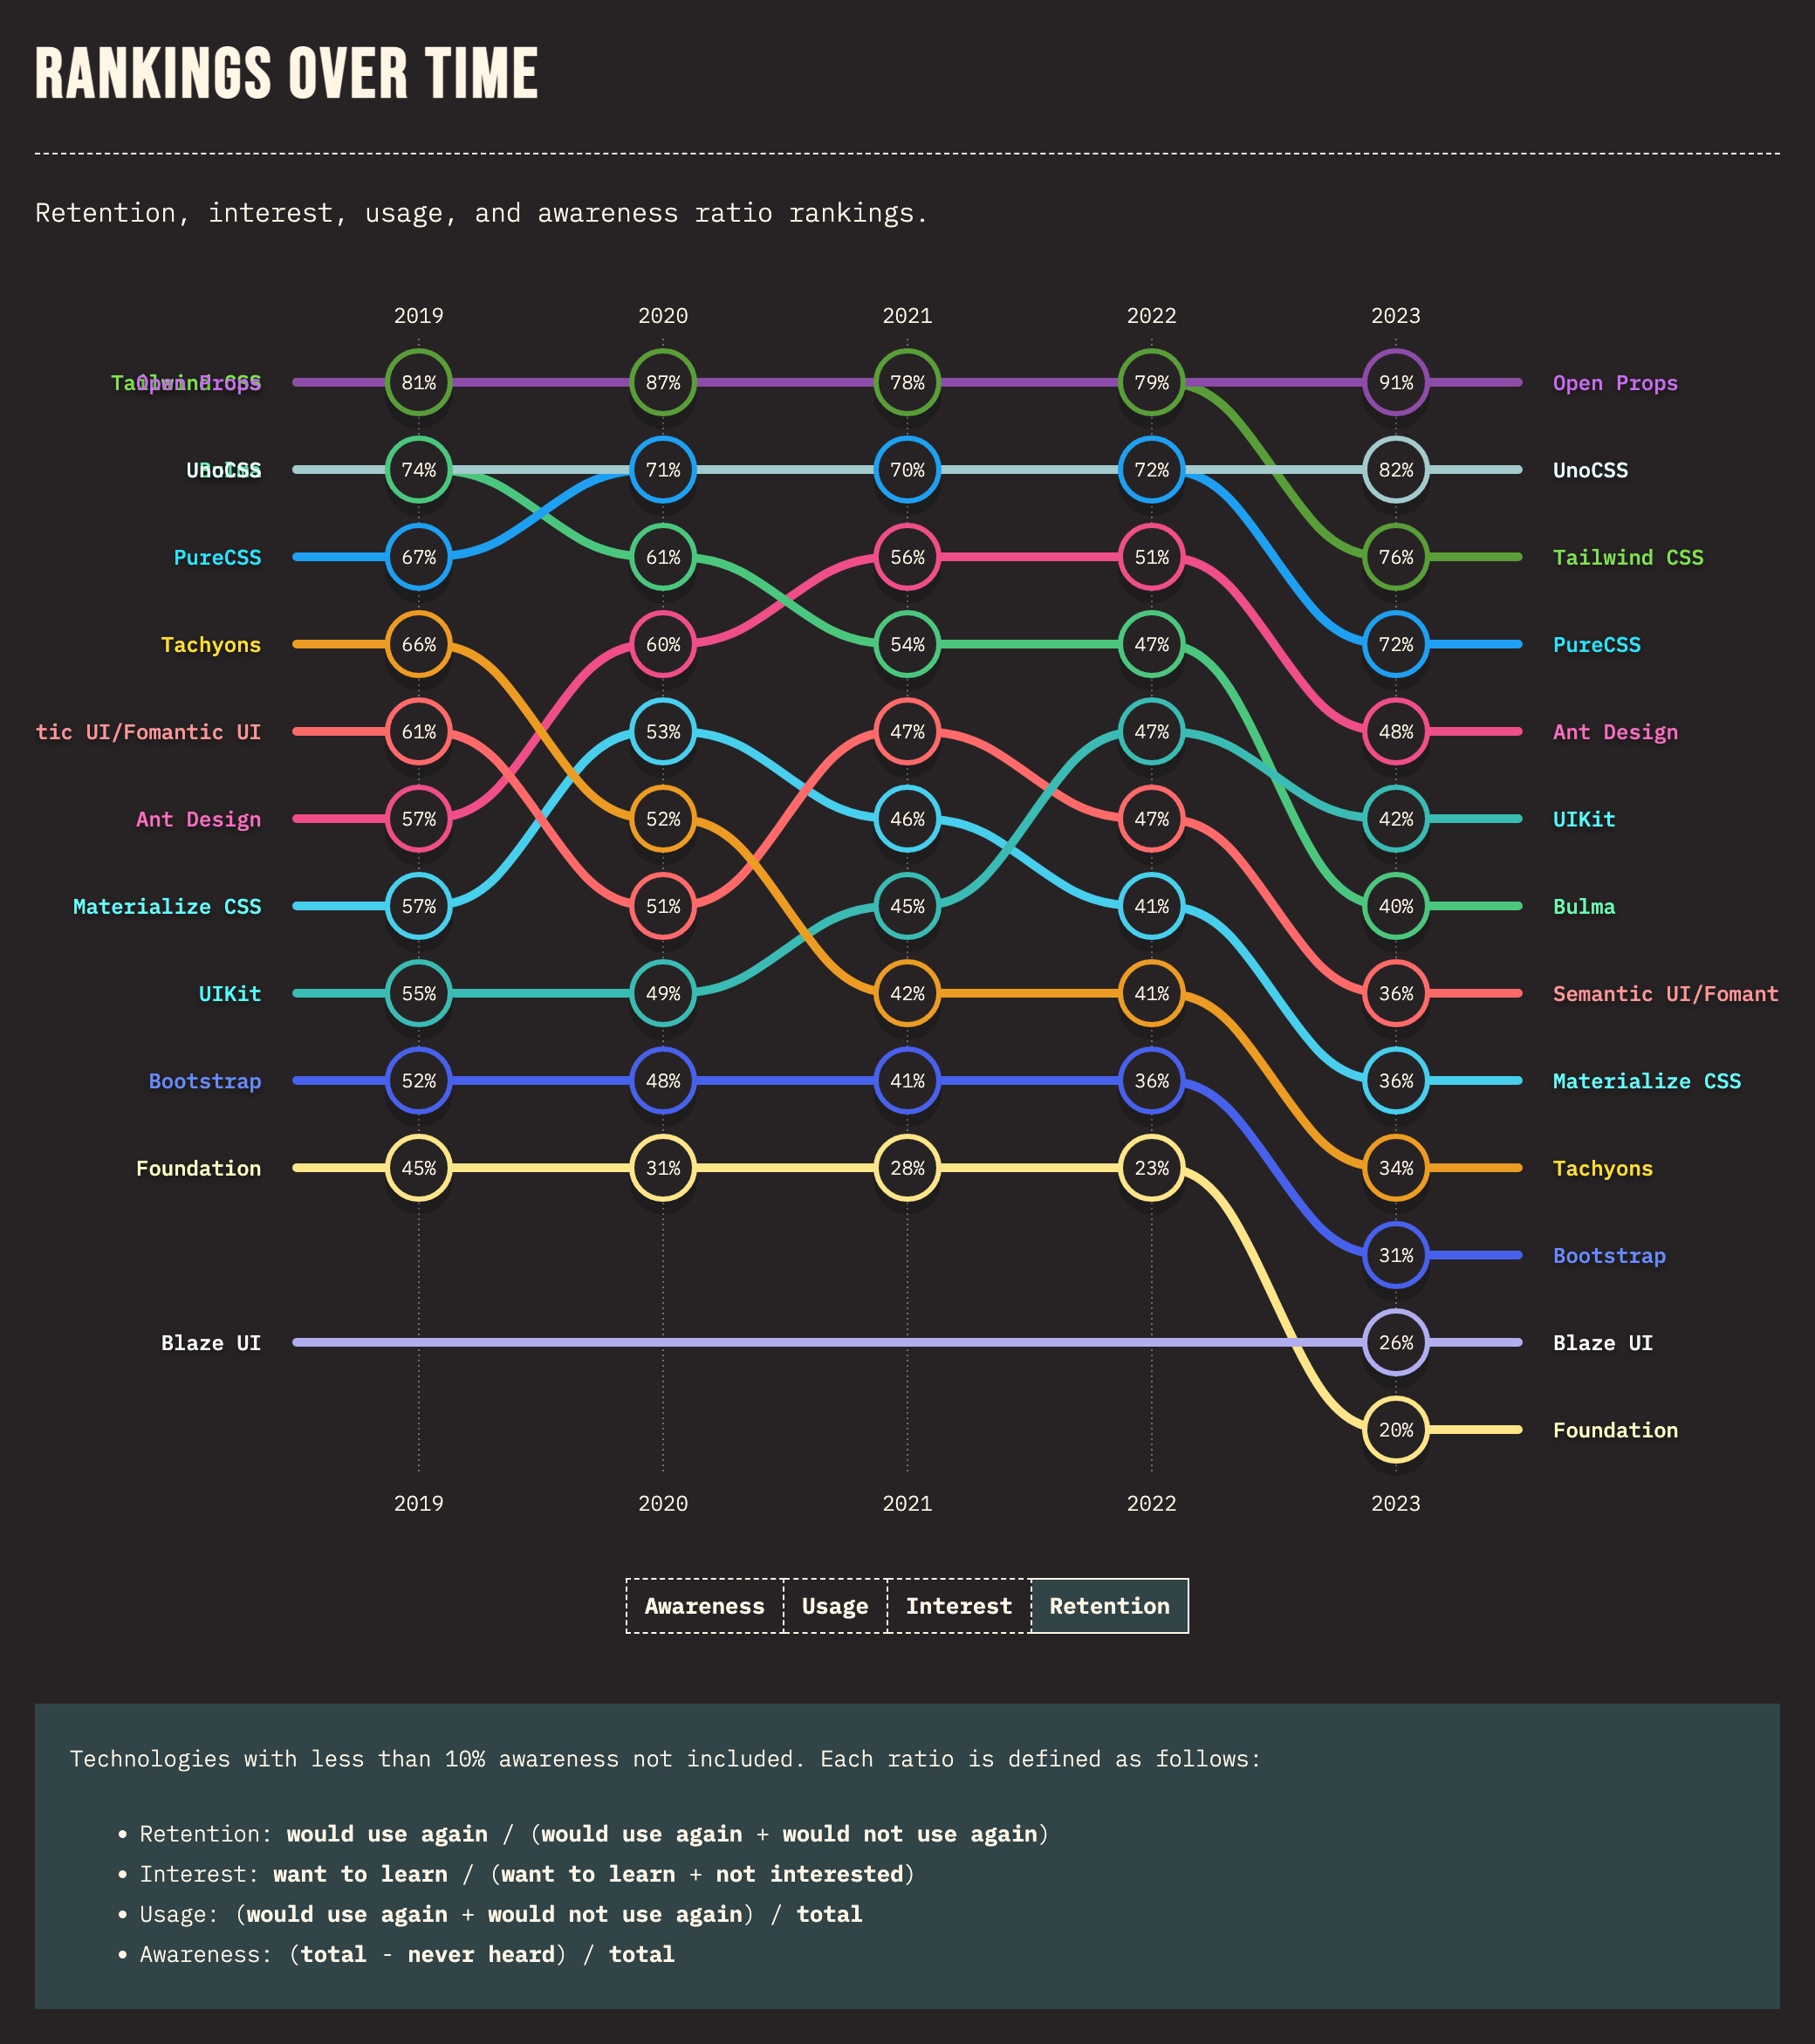 RANKINGS OVER TIME
Retention, interest, usage, and awareness ratio rankings.
2019 2020 2021 2022 2023
Tailwind CSS Open Props 81% 87% 78% 79% 91% Open Props
UnoCSS Bulma 74% 71% 70% 72% 82% UnoCSS
PureCSS 67% 61% 56% 51% 76% Tailwind CSS
Tachyons 66% 60% 54% 47% 72% PureCSS
tic UI/Fomantic UI 61% 53% 47% 47% 48% Ant Design
Ant Design 57% 52% 46% 47% 42% UIKit
Materialize CSS 57% 51% 45% 41% 40% Bulma
UIKit 55% 49% 42% 41% 36% Semantic UI/Fomant
Bootstrap 52% 48% 41% 36% 36% Materialize CSS
Foundation 45% 31% 28% 23% 34% Tachyons
31% Bootstrap
Blaze UI 26% Blaze UI
20% Foundation
2019 2020 2021 2022 2023
Awareness Usage Interest Retention
Technologies with less than 10% awareness not included. Each ratio is defined as follows:
• Retention: would use again / (would use again + would not use again)
• Interest: want to learn / (want to learn + not interested)
• Usage: (would use again + would not use again) / total
• Awareness: (total - never heard) / total